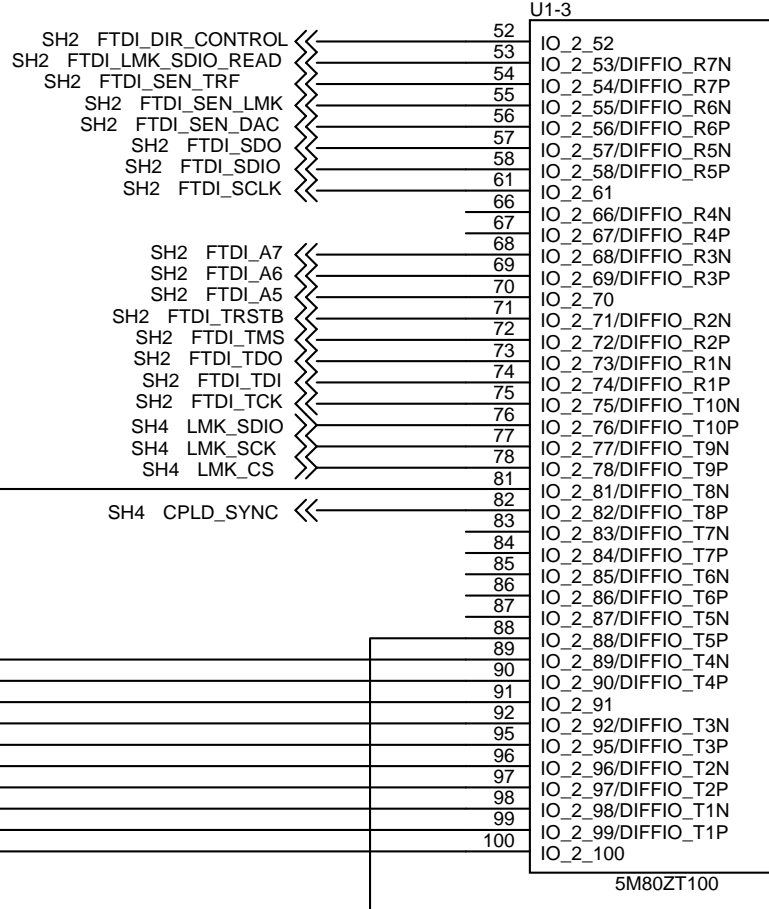 U1-3
SH2 FTDI_DIR_CONTROL 52 IO_2_52
SH2 FTDI_LMK_SDIO_READ 53 IO_2_53/DIFFIO_R7N
SH2 FTDI_SEN_TRF 54 IO_2_54/DIFFIO_R7P
SH2 FTDI_SEN_LMK 55 IO_2_55/DIFFIO_R6N
SH2 FTDI_SEN_DAC 56 IO_2_56/DIFFIO_R6P
SH2 FTDI_SDO 57 IO_2_57/DIFFIO_R5N
SH2 FTDI_SDIO 58 IO_2_58/DIFFIO_R5P
SH2 FTDI_SCLK 61 IO_2_61
66 IO_2_66/DIFFIO_R4N
67 IO_2_67/DIFFIO_R4P
SH2 FTDI_A7 68 IO_2_68/DIFFIO_R3N
SH2 FTDI_A6 69 IO_2_69/DIFFIO_R3P
SH2 FTDI_A5 70 IO_2_70
SH2 FTDI_TRSTB 71 IO_2_71/DIFFIO_R2N
SH2 FTDI_TMS 72 IO_2_72/DIFFIO_R2P
SH2 FTDI_TDO 73 IO_2_73/DIFFIO_R1N
SH2 FTDI_TDI 74 IO_2_74/DIFFIO_R1P
SH2 FTDI_TCK 75 IO_2_75/DIFFIO_T10N
SH4 LMK_SDIO 76 IO_2_76/DIFFIO_T10P
SH4 LMK_SCK 77 IO_2_77/DIFFIO_T9N
SH4 LMK_CS 78 IO_2_78/DIFFIO_T9P
81 IO_2_81/DIFFIO_T8N
SH4 CPLD_SYNC 82 IO_2_82/DIFFIO_T8P
83 IO_2_83/DIFFIO_T7N
84 IO_2_84/DIFFIO_T7P
85 IO_2_85/DIFFIO_T6N
86 IO_2_86/DIFFIO_T6P
87 IO_2_87/DIFFIO_T5N
88 IO_2_88/DIFFIO_T5P
89 IO_2_89/DIFFIO_T4N
90 IO_2_90/DIFFIO_T4P
91 IO_2_91
92 IO_2_92/DIFFIO_T3N
95 IO_2_95/DIFFIO_T3P
96 IO_2_96/DIFFIO_T2N
97 IO_2_97/DIFFIO_T2P
98 IO_2_98/DIFFIO_T1N
99 IO_2_99/DIFFIO_T1P
100 IO_2_100
5M80ZT100